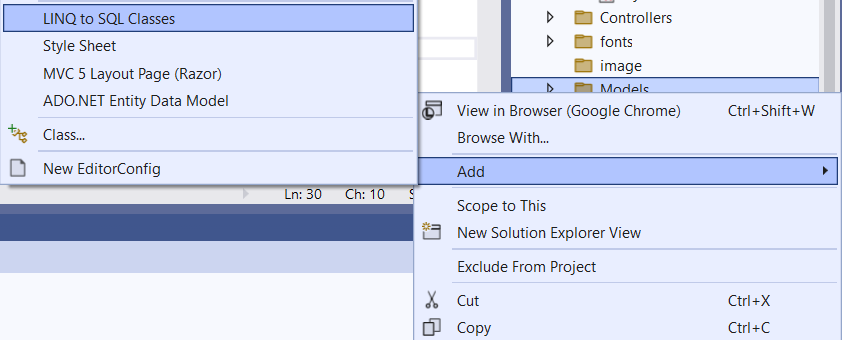 LINQ to SQL Classes
Style Sheet
MVC 5 Layout Page (Razor)
ADO.NET Entity Data Model
Class...
New EditorConfig
Ln: 30 Ch: 10
Controllers
fonts
image
Models
View in Browser (Google Chrome) Ctrl+Shift+W
Browse With...
Add
Scope to This
New Solution Explorer View
Exclude From Project
Cut Ctrl+X
Copy Ctrl+C